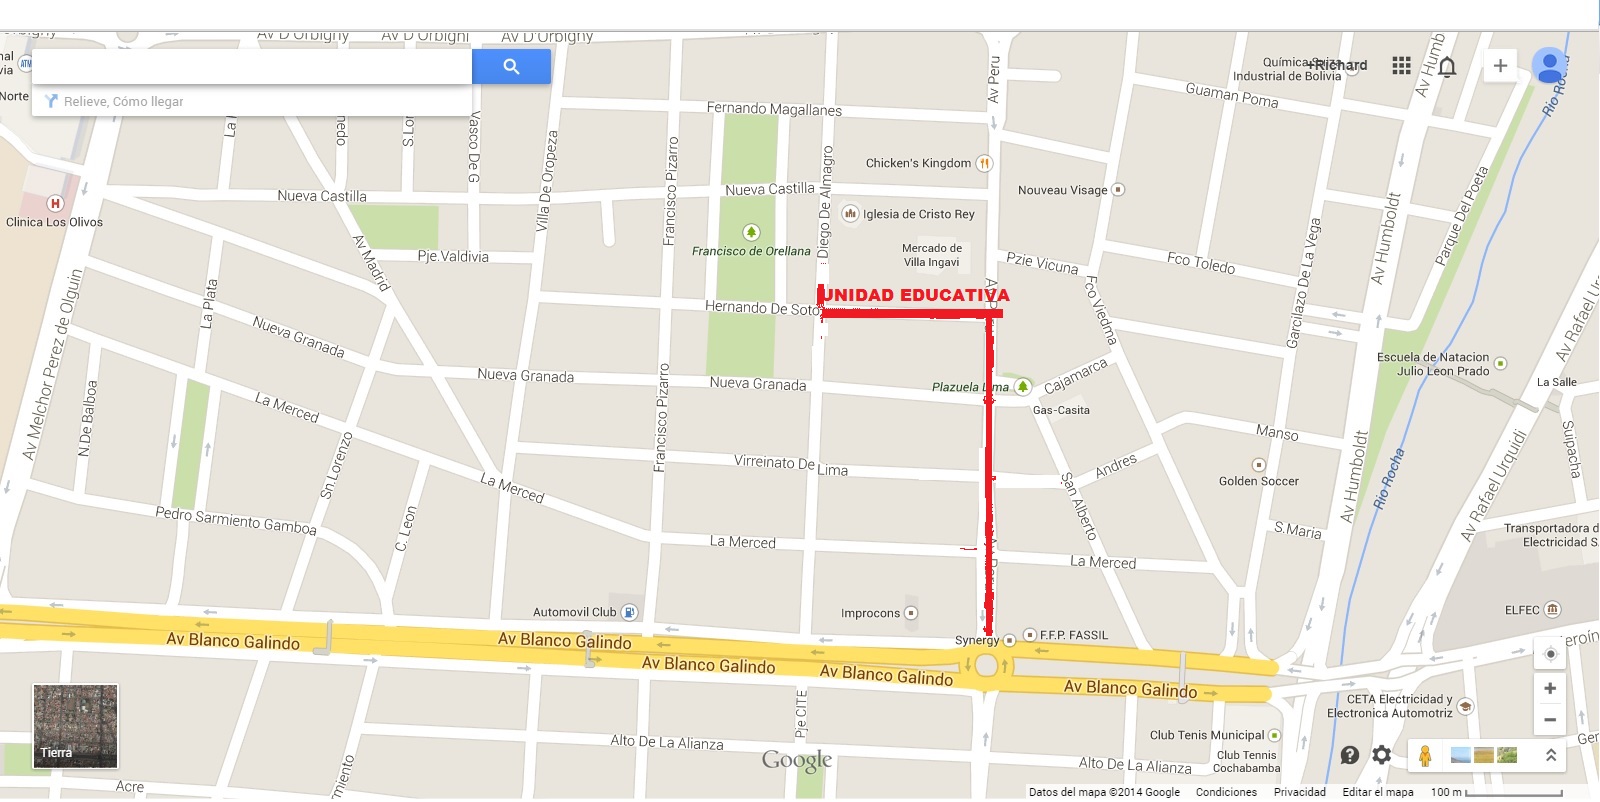 Av D'Orbigny
Av D'Orbigni
Av D'Orbigny
Relieve, Cómo llegar
Norte
ATM
Química Suiza
Industrial de Bolivia
+Richard
Av Humb
Rio Rocha
Av Peru
Guaman Poma
Fernando Magallanes
Vasco De G
Villa De Oropeza
Francisco Pizarro
Diego De Almagro
Chicken's Kingdom
Nouveau Visage
Nueva Castilla
Nueva Castilla
H
Clinica Los Olivos
Iglesia de Cristo Rey
Francisco de Orellana
Mercado de
Villa Ingavi
Av Madrid
Pje.Valdivia
Pzie Vicuna
Fco Toledo
Av Humboldt
Parque Del Poeta
Garcilazo De La Vega
Fco Viedma
La Plata
Av Melchor Perez de Olguin
UNIDAD EDUCATIVA
Hernando De Soto
Nueva Granada
Nueva Granada
Nueva Granada
Plazuela Lima
Cajamarca
Gas-Casita
Escuela de Natacion
Julio Leon Prado
Av Rafael Ur
La Salle
N.De Balboa
La Merced
Francisco Pizarro
Manso
Suipacha
Virreinato De Lima
Andres
Golden Soccer
Av Humboldt
Rio Rocha
Av Rafael Urquidi
Sn.Lorenzo
La Merced
San Alberto
Pedro Sarmiento Gamboa
C. Leon
La Merced
La Merced
S.Maria
Transportadora d
Electricidad S.
Automovil Club
Improcons
ELFEC
Synergy
F.F.P. FASSIL
Av Blanco Galindo
Av Blanco Galindo
Av Blanco Galindo
Av Blanco Galindo
Av Blanco Galindo
Pje CITE
CETA Electricidad y
Electronica Automotriz
Tierra
Alto De La Alianza
Google
Alto De La Alianza
Club Tenis Municipal
Club Tennis
Cochabamba
Acre
Datos del mapa ©2014 Google
Condiciones
Privacidad
Editar el mapa
100 m